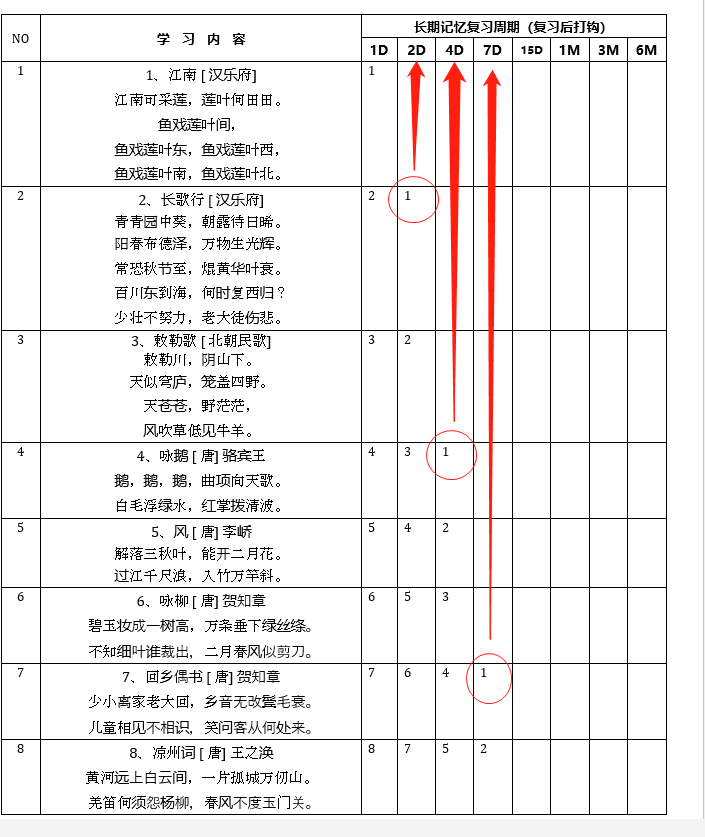 NO 学 习 内 容 长期记忆复习周期（复习后打钩）
1D 2D 4D 7D 15D 1M 3M 6M
1 1、江南 [ 汉乐府] 1
江南可采莲，莲叶何田田。
鱼戏莲叶间，
鱼戏莲叶东，鱼戏莲叶西，
鱼戏莲叶南，鱼戏莲叶北。
2 2、长歌行 [ 汉乐府] 2 1
青青园中葵，朝露待日晞。
阳春布德泽，万物生光辉。
常恐秋节至，焜黄华叶衰。
百川东到海，何时复西归？
少壮不努力，老大徒伤悲。
3 3、敕勒歌 [ 北朝民歌] 3 2
敕勒川，阴山下。
天似穹庐，笼盖四野。
天苍苍，野茫茫，
风吹草低见牛羊。
4 4、咏鹅 [ 唐] 骆宾王 4 3 1
鹅，鹅，鹅，曲项向天歌。
白毛浮绿水，红掌拨清波。
5 5、风 [ 唐] 李峤 5 4 2
解落三秋叶，能开二月花。
过江千尺浪，入竹万竿斜。
6 6、咏柳 [ 唐] 贺知章 6 5 3
碧玉妆成一树高，万条垂下绿丝绦。
不知细叶谁裁出，二月春风似剪刀。
7 7、回乡偶书 [ 唐] 贺知章 7 6 4 1
少小离家老大回，乡音无改鬓毛衰。
儿童相见不相识，笑问客从何处来。
8 8、凉州词 [ 唐] 王之涣 8 7 5 2
黄河远上白云间，一片孤城万仞山。
羌笛何须怨杨柳，春风不度玉门关。